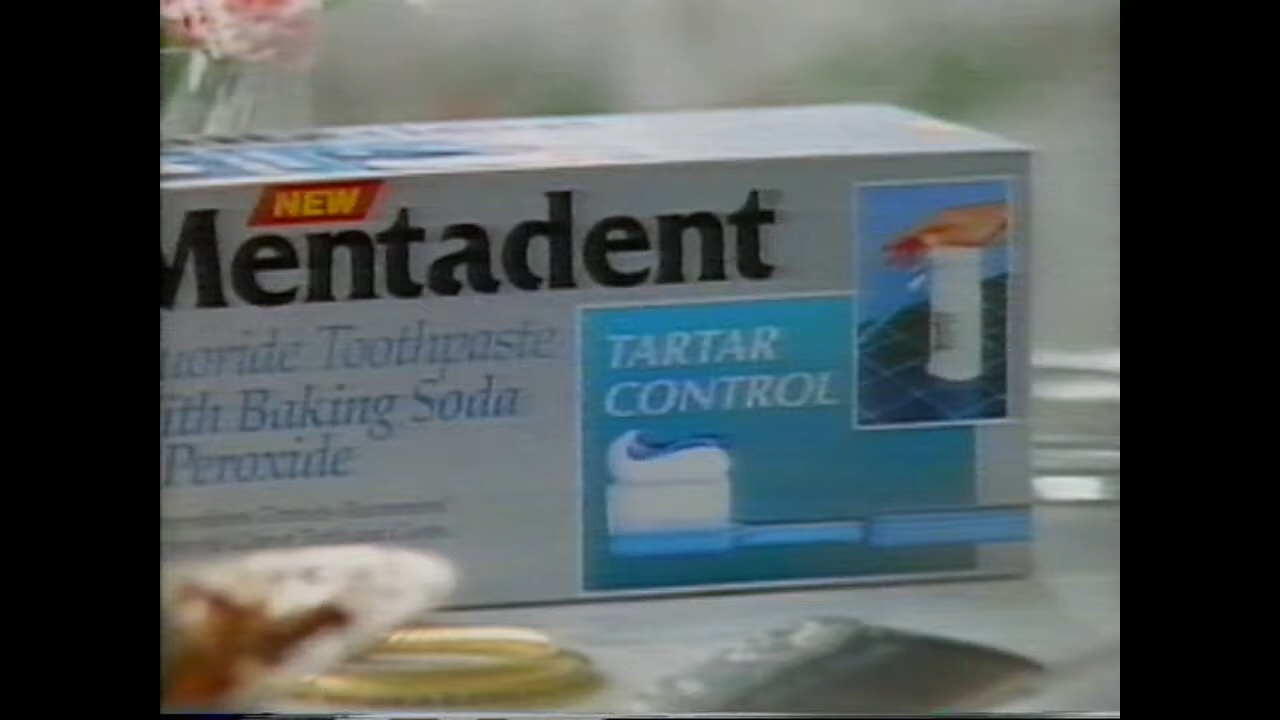 NEW
Mentadent
uoride Toothpaste
ith Baking Soda
Peroxide
TARTAR
CONTROL